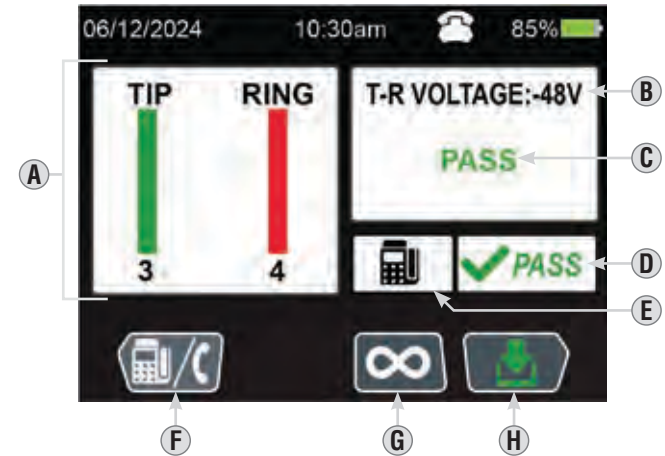 06/12/2024 10:30am 85%
TIP RING
3 4
T-R VOLTAGE:-48V
PASS
PASS
A
B
C
D
E
F
G
H